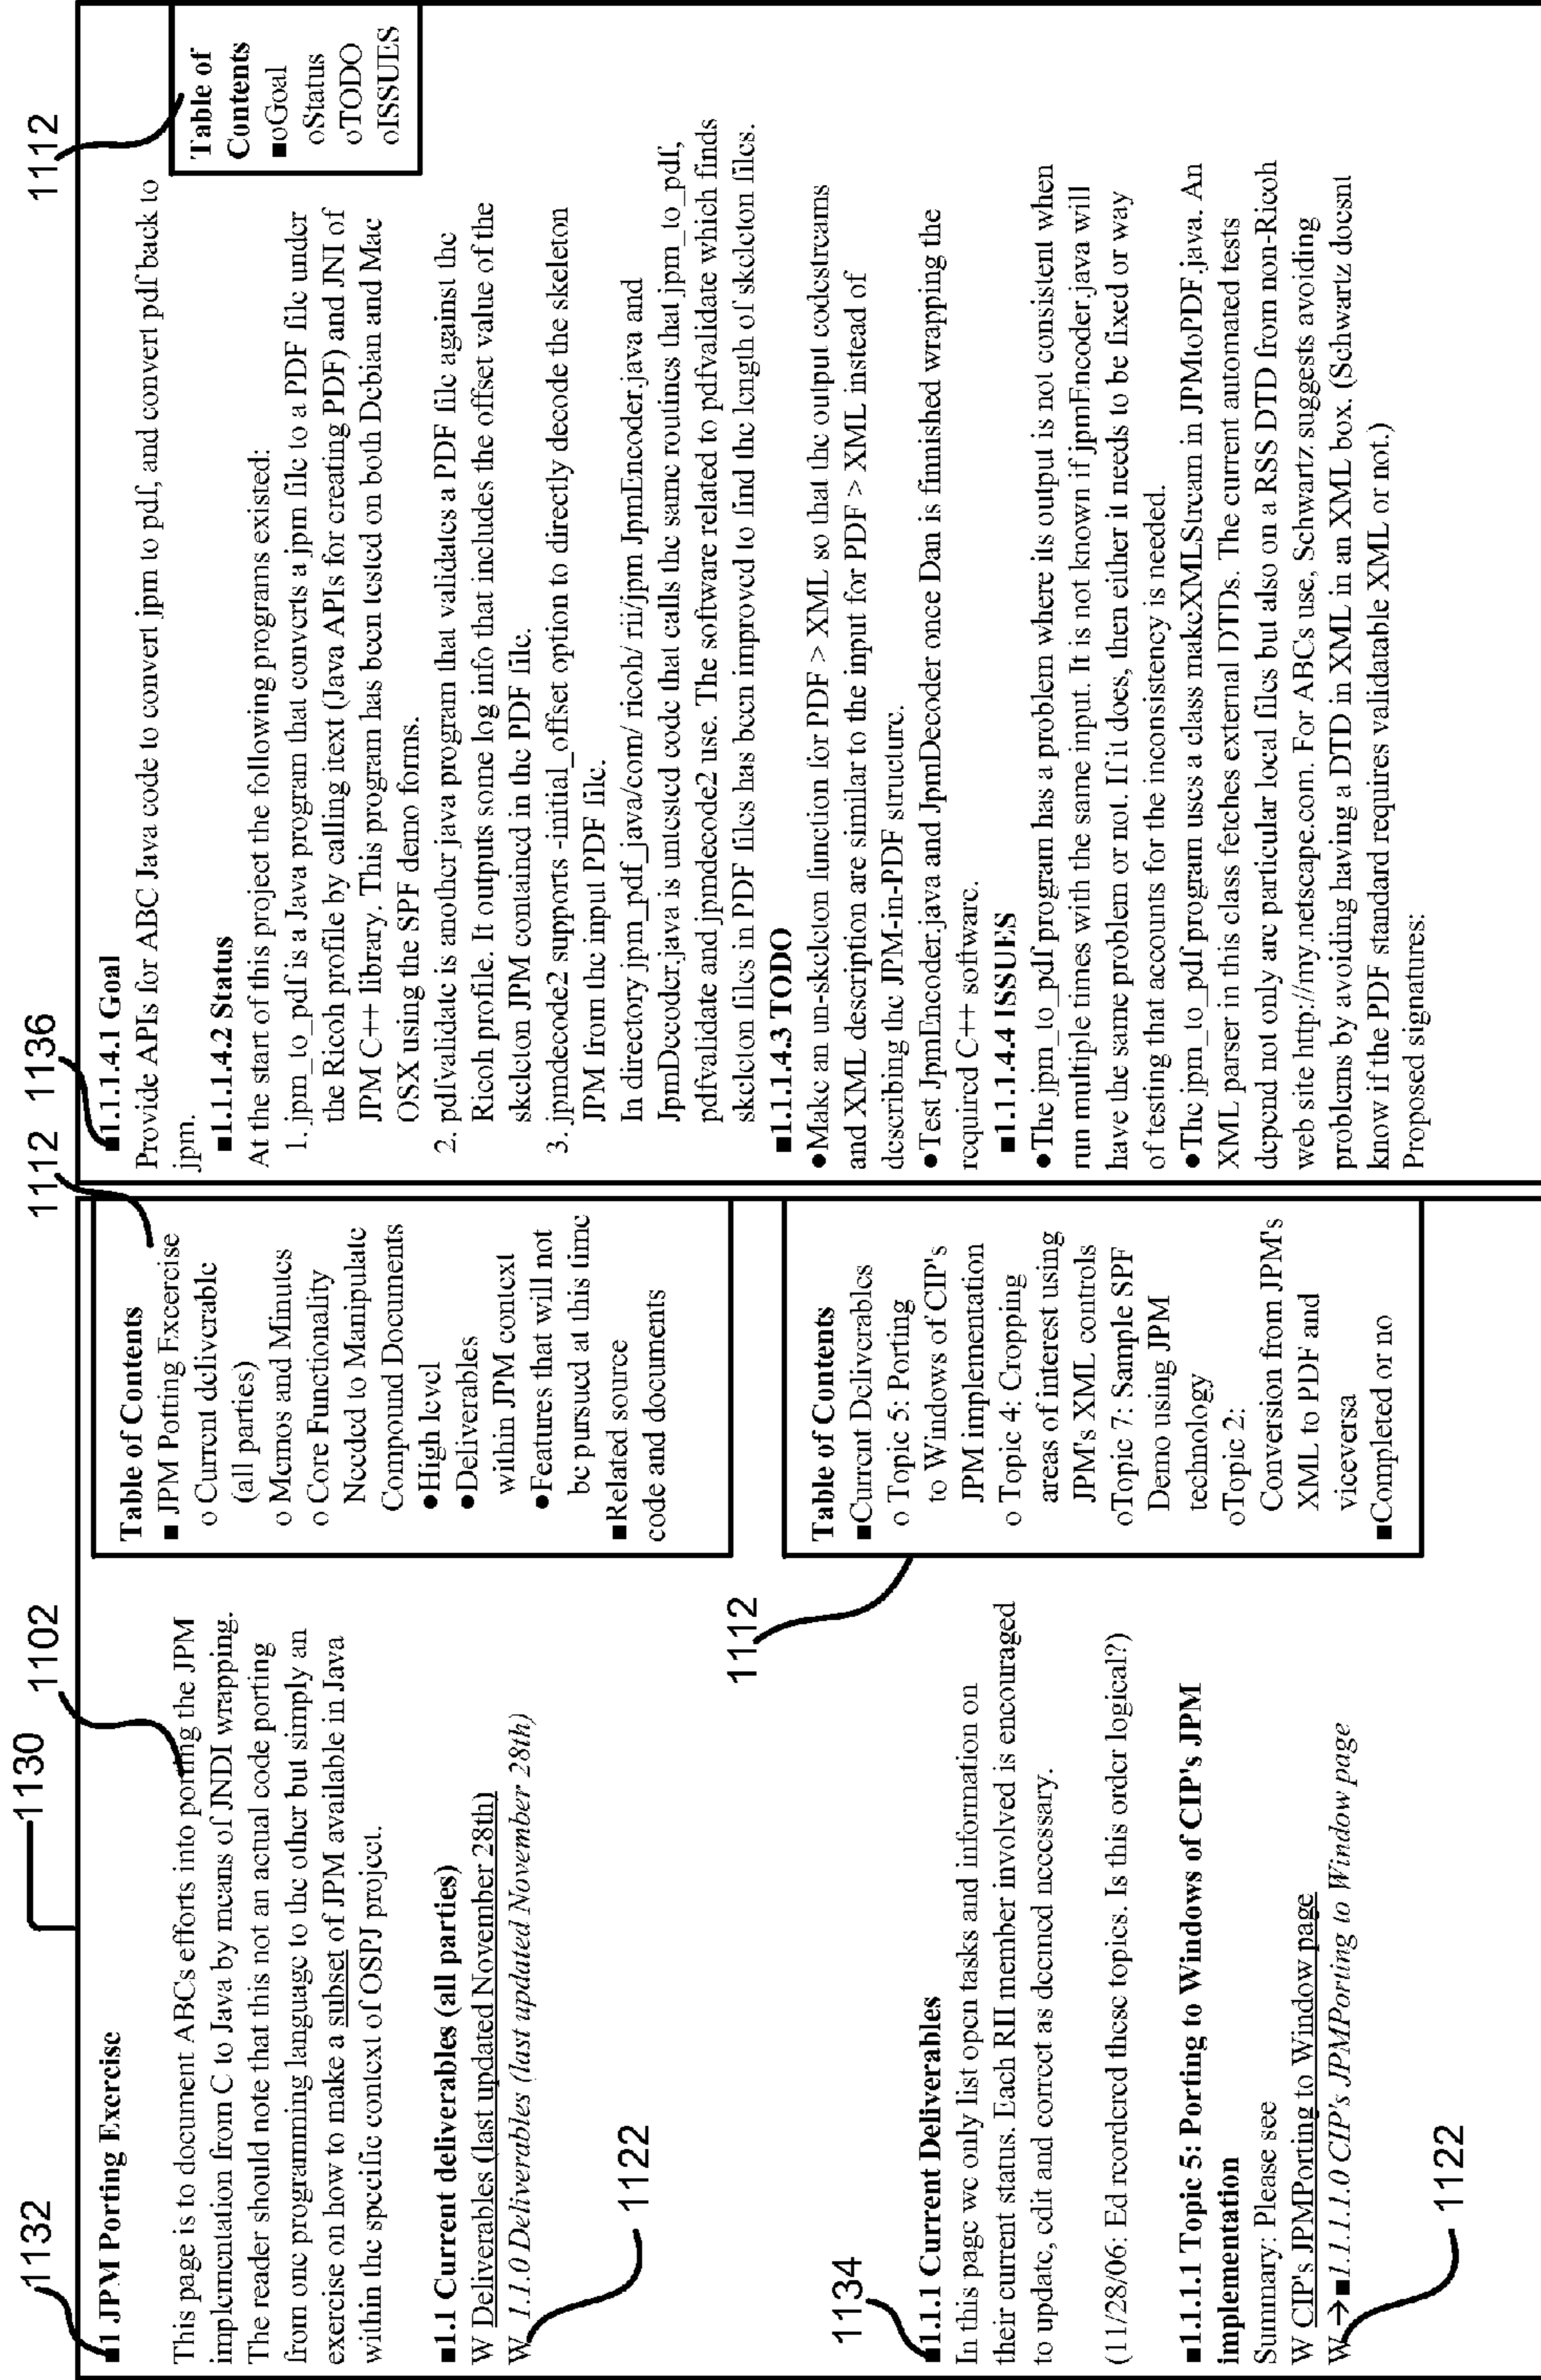 1130
1132
1102
■1 JPM Porting Exercise
This page is to document ABCs efforts into porting the JPM
implementation from C to Java by means of JNDI wrapping.
The reader should note that this not an actual code porting
from one programming language to the other but simply an
exercise on how to make a subset of JPM available in Java
within the specific context of OSPJ project.
■1.1 Current deliverables (all parties)
W Deliverables (last updated November 28th)
W 1.1.0 Deliverables (last updated November 28th)
1122
1112
Table of Contents
■ JPM Potting Excercise
o Current deliverable
(all parties)
o Memos and Minutes
o Core Functionality
Needed to Manipulate
Compound Documents
●High level
●Deliverables
within JPM context
●Features that will not
be pursued at this time
■Related source
code and documents
1134
■1.1.1 Current Deliverables
In this page we only list open tasks and information on
their current status. Each RII member involved is encouraged
to update, edit and correct as deemed necessary.
(11/28/06: Ed reordered these topics. Is this order logical?)
■1.1.1.1 Topic 5: Porting to Windows of CIP's JPM
implementation
Summary: Please see
W CIP's JPMPorting to Window page
W→■1.1.1.1.0 CIP's JPMPorting to Window page
1122
1112
Table of Contents
■Current Deliverables
o Topic 5: Porting
to Windows of CIP's
JPM implementation
o Topic 4: Cropping
areas of interest using
JPM's XML controls
oTopic 7: Sample SPF
Demo using JPM
technology
oTopic 2:
Conversion from JPM's
XML to PDF and
viceversa
■Completed or no
1136
■1.1.1.4.1 Goal
Provide APIs for ABC Java code to convert jpm to pdf, and convert pdf back to
jpm.
■1.1.1.4.2 Status
At the start of this project the following programs existed:
1. jpm_to_pdf is a Java program that converts a jpm file to a PDF file under
the Ricoh profile by calling itext (Java APIs for creating PDF) and JNI of
JPM C++ library. This program has been tested on both Debian and Mac
OSX using the SPF demo forms.
2. pdfvalidate is another java program that validates a PDF file against the
Ricoh profile. It outputs some log info that includes the offset value of the
skeleton JPM contained in the PDF file.
3. jpmdecode2 supports -initial_offset option to directly decode the skeleton
JPM from the input PDF file.
In directory jpm_pdf_java/com/ ricoh/ rii/jpm JpmEncoder.java and
JpmDecoder.java is untested code that calls the same routines that jpm_to_pdf,
pdfvalidate and jpmdecode2 use. The software related to pdfvalidate which finds
skeleton files in PDF files has been improved to find the length of skeleton files.
■1.1.1.4.3 TODO
●Make an un-skeleton function for PDF > XML so that the output codestreams
and XML description are similar to the input for PDF > XML instead of
describing the JPM-in-PDF structure.
●Test JpmEncoder.java and JpmDecoder once Dan is finnished wrapping the
required C++ software.
■1.1.1.4.4 ISSUES
●The jpm_to_pdf program has a problem where its output is not consistent when
run multiple times with the same input. It is not known if jpmEncoder.java will
have the same problem or not. If it does, then either it needs to be fixed or way
of testing that accounts for the inconsistency is needed.
●The jpm_to_pdf program uses a class makeXMLStream in JPMtoPDF.java. An
XML parser in this class fetches external DTDs. The current automated tests
depend not only are particular local files but also on a RSS DTD from non-Ricoh
web site http://my.netscape.com. For ABCs use, Schwartz suggests avoiding
problems by avoiding having a DTD in XML in an XML box. (Schwartz doesnt
know if the PDF standard requires validatable XML or not.)
Proposed signatures:
1112
Table of
Contents
■oGoal
oStatus
oTODO
oISSUES